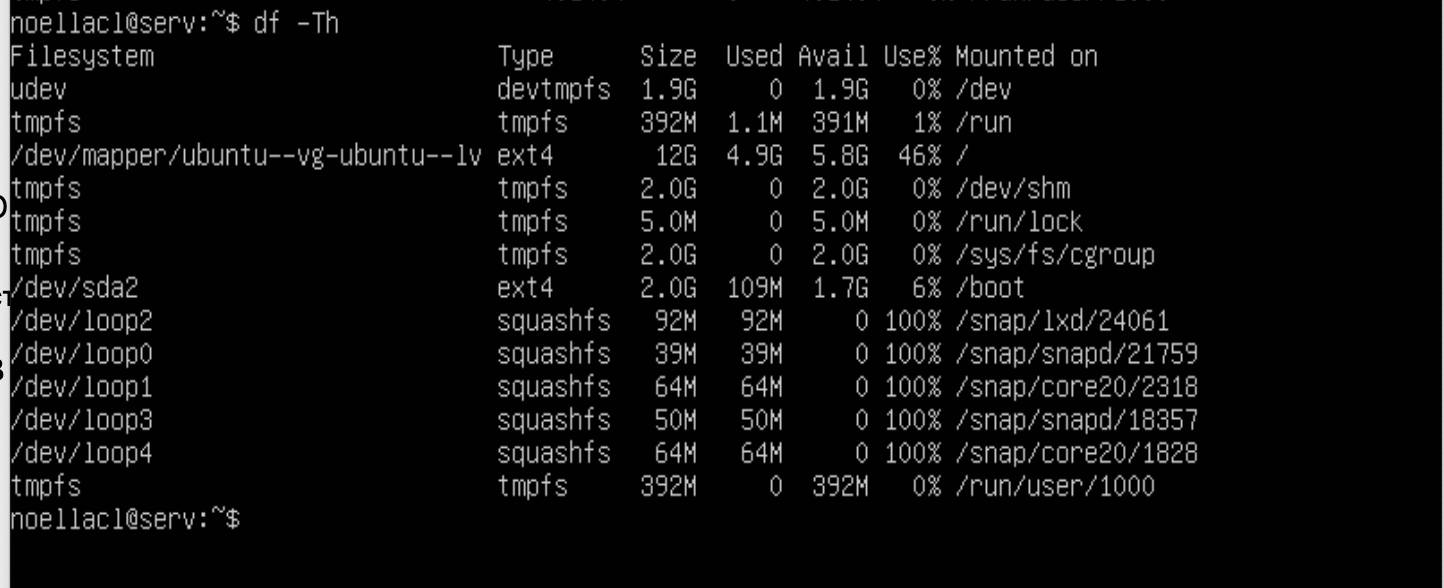 noellacl@serv:~$ df -Th
Filesystem                        Type      Size  Used Avail Use% Mounted on
udev                              devtmpfs  1.9G     0  1.9G   0% /dev
tmpfs                             tmpfs     392M  1.1M  391M   1% /run
/dev/mapper/ubuntu--vg-ubuntu--lv ext4       12G  4.9G  5.8G  46% /
tmpfs                             tmpfs     2.0G     0  2.0G   0% /dev/shm
tmpfs                             tmpfs     5.0M     0  5.0M   0% /run/lock
tmpfs                             tmpfs     2.0G     0  2.0G   0% /sys/fs/cgroup
/dev/sda2                         ext4      2.0G  109M  1.7G   6% /boot
/dev/loop2                        squashfs   92M   92M     0 100% /snap/lxd/24061
/dev/loop0                        squashfs   39M   39M     0 100% /snap/snapd/21759
/dev/loop1                        squashfs   64M   64M     0 100% /snap/core20/2318
/dev/loop3                        squashfs   50M   50M     0 100% /snap/snapd/18357
/dev/loop4                        squashfs   64M   64M     0 100% /snap/core20/1828
tmpfs                             tmpfs     392M     0  392M   0% /run/user/1000
noellacl@serv:~$